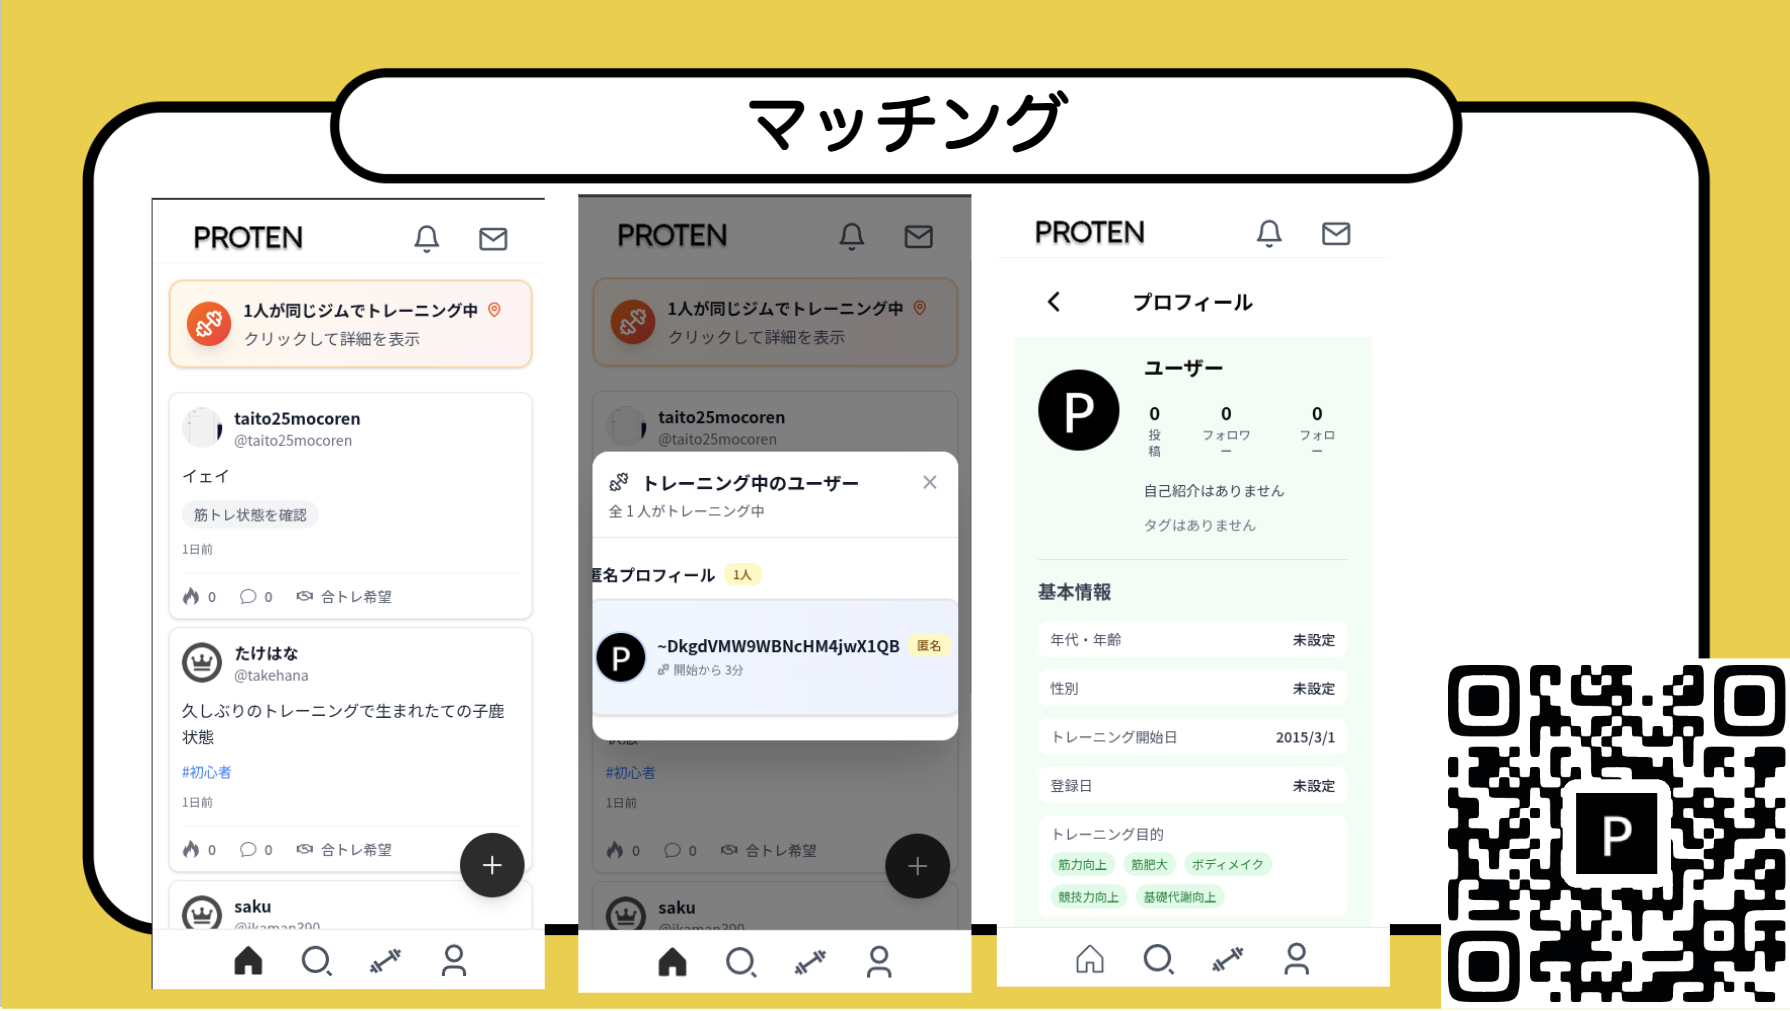 マッチング
PROTEN
1人が同じジムでトレーニング中
クリックして詳細を表示
taito25mocoren
@taito25mocoren
イェイ
筋トレ状態を確認
1日前
0 0 合トレ希望
たけはな
@takehana
久しぶりのトレーニングで生まれたての子鹿
状態
#初心者
1日前
0 0 合トレ希望
saku
@ikaman390
PROTEN
1人が同じジムでトレーニング中
クリックして詳細を表示
taito25mocoren
@taito25mocoren
トレーニング中のユーザー
全 1 人がトレーニング中
匿名プロフィール 1人
P ~DkgdVMW9WBNcHM4jwX1QB 匿名
開始から 3分
状態
#初心者
1日前
0 0 合トレ希望
saku
@ikaman390
PROTEN
プロフィール
P
ユーザー
0 0 0
投 フォロワ フォロ
稿 ー ー
自己紹介はありません
タグはありません
基本情報
年代・年齢 未設定
性別 未設定
トレーニング開始日 2015/3/1
登録日 未設定
トレーニング目的
筋力向上 筋肥大 ボディメイク
競技力向上 基礎代謝向上
P